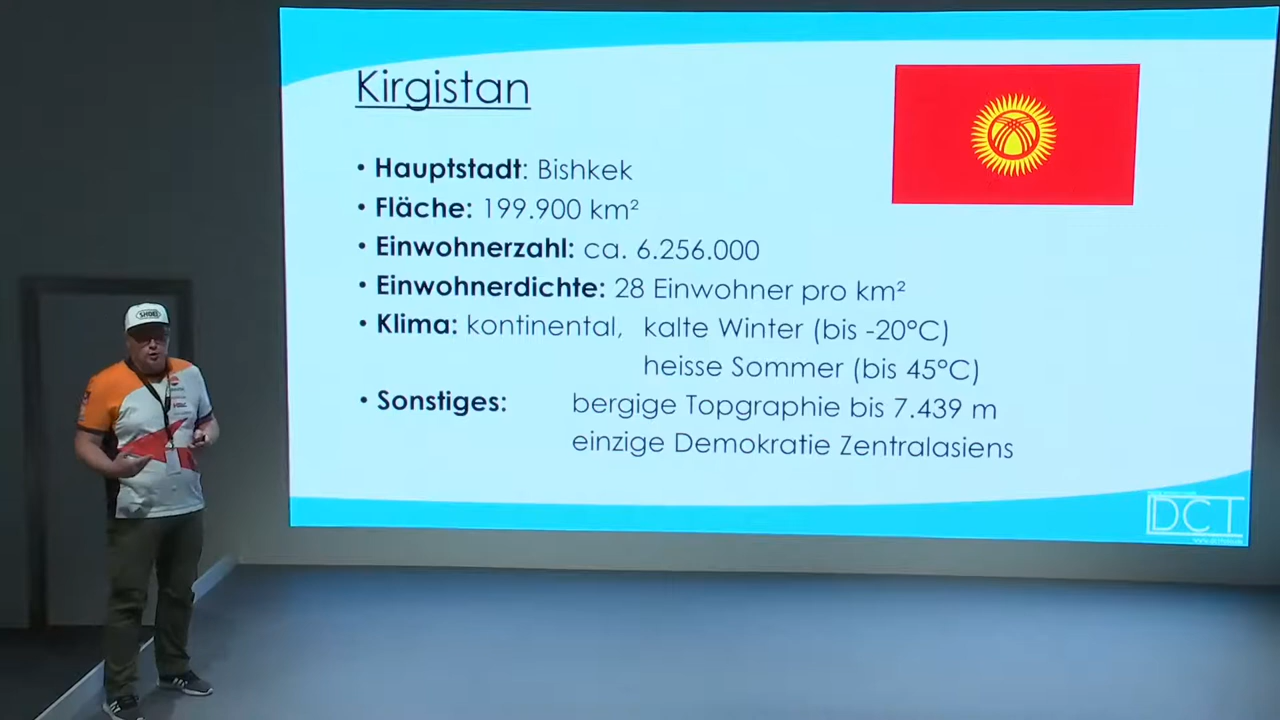 Kirgistan
• Hauptstadt: Bishkek
• Fläche: 199.900 km²
• Einwohnerzahl: ca. 6.256.000
• Einwohnerdichte: 28 Einwohner pro km²
• Klima: kontinental, kalte Winter (bis -20°C)
heisse Sommer (bis 45°C)
• Sonstiges: bergige Topgraphie bis 7.439 m
einzige Demokratie Zentralasiens
SHOEI
DCT